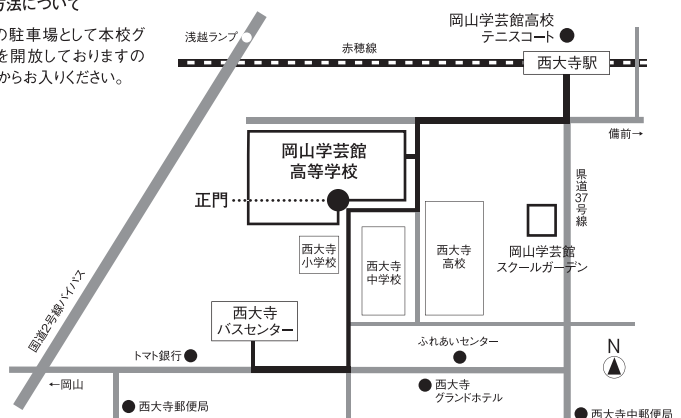 方法について
の駐車場として本校グ
を開放しておりますの
からお入りください。
浅越ランプ
赤穂線
岡山学芸館高校
テニスコート
西大寺駅
備前→
岡山学芸館
高等学校
正門
県道37号線
西大寺
小学校
西大寺
中学校
西大寺
高校
岡山学芸館
スクールガーデン
国道2号線バイパス
西大寺
バスセンター
トマト銀行
ふれあいセンター
N
←岡山
西大寺
グランドホテル
西大寺郵便局
西大寺中郵便局